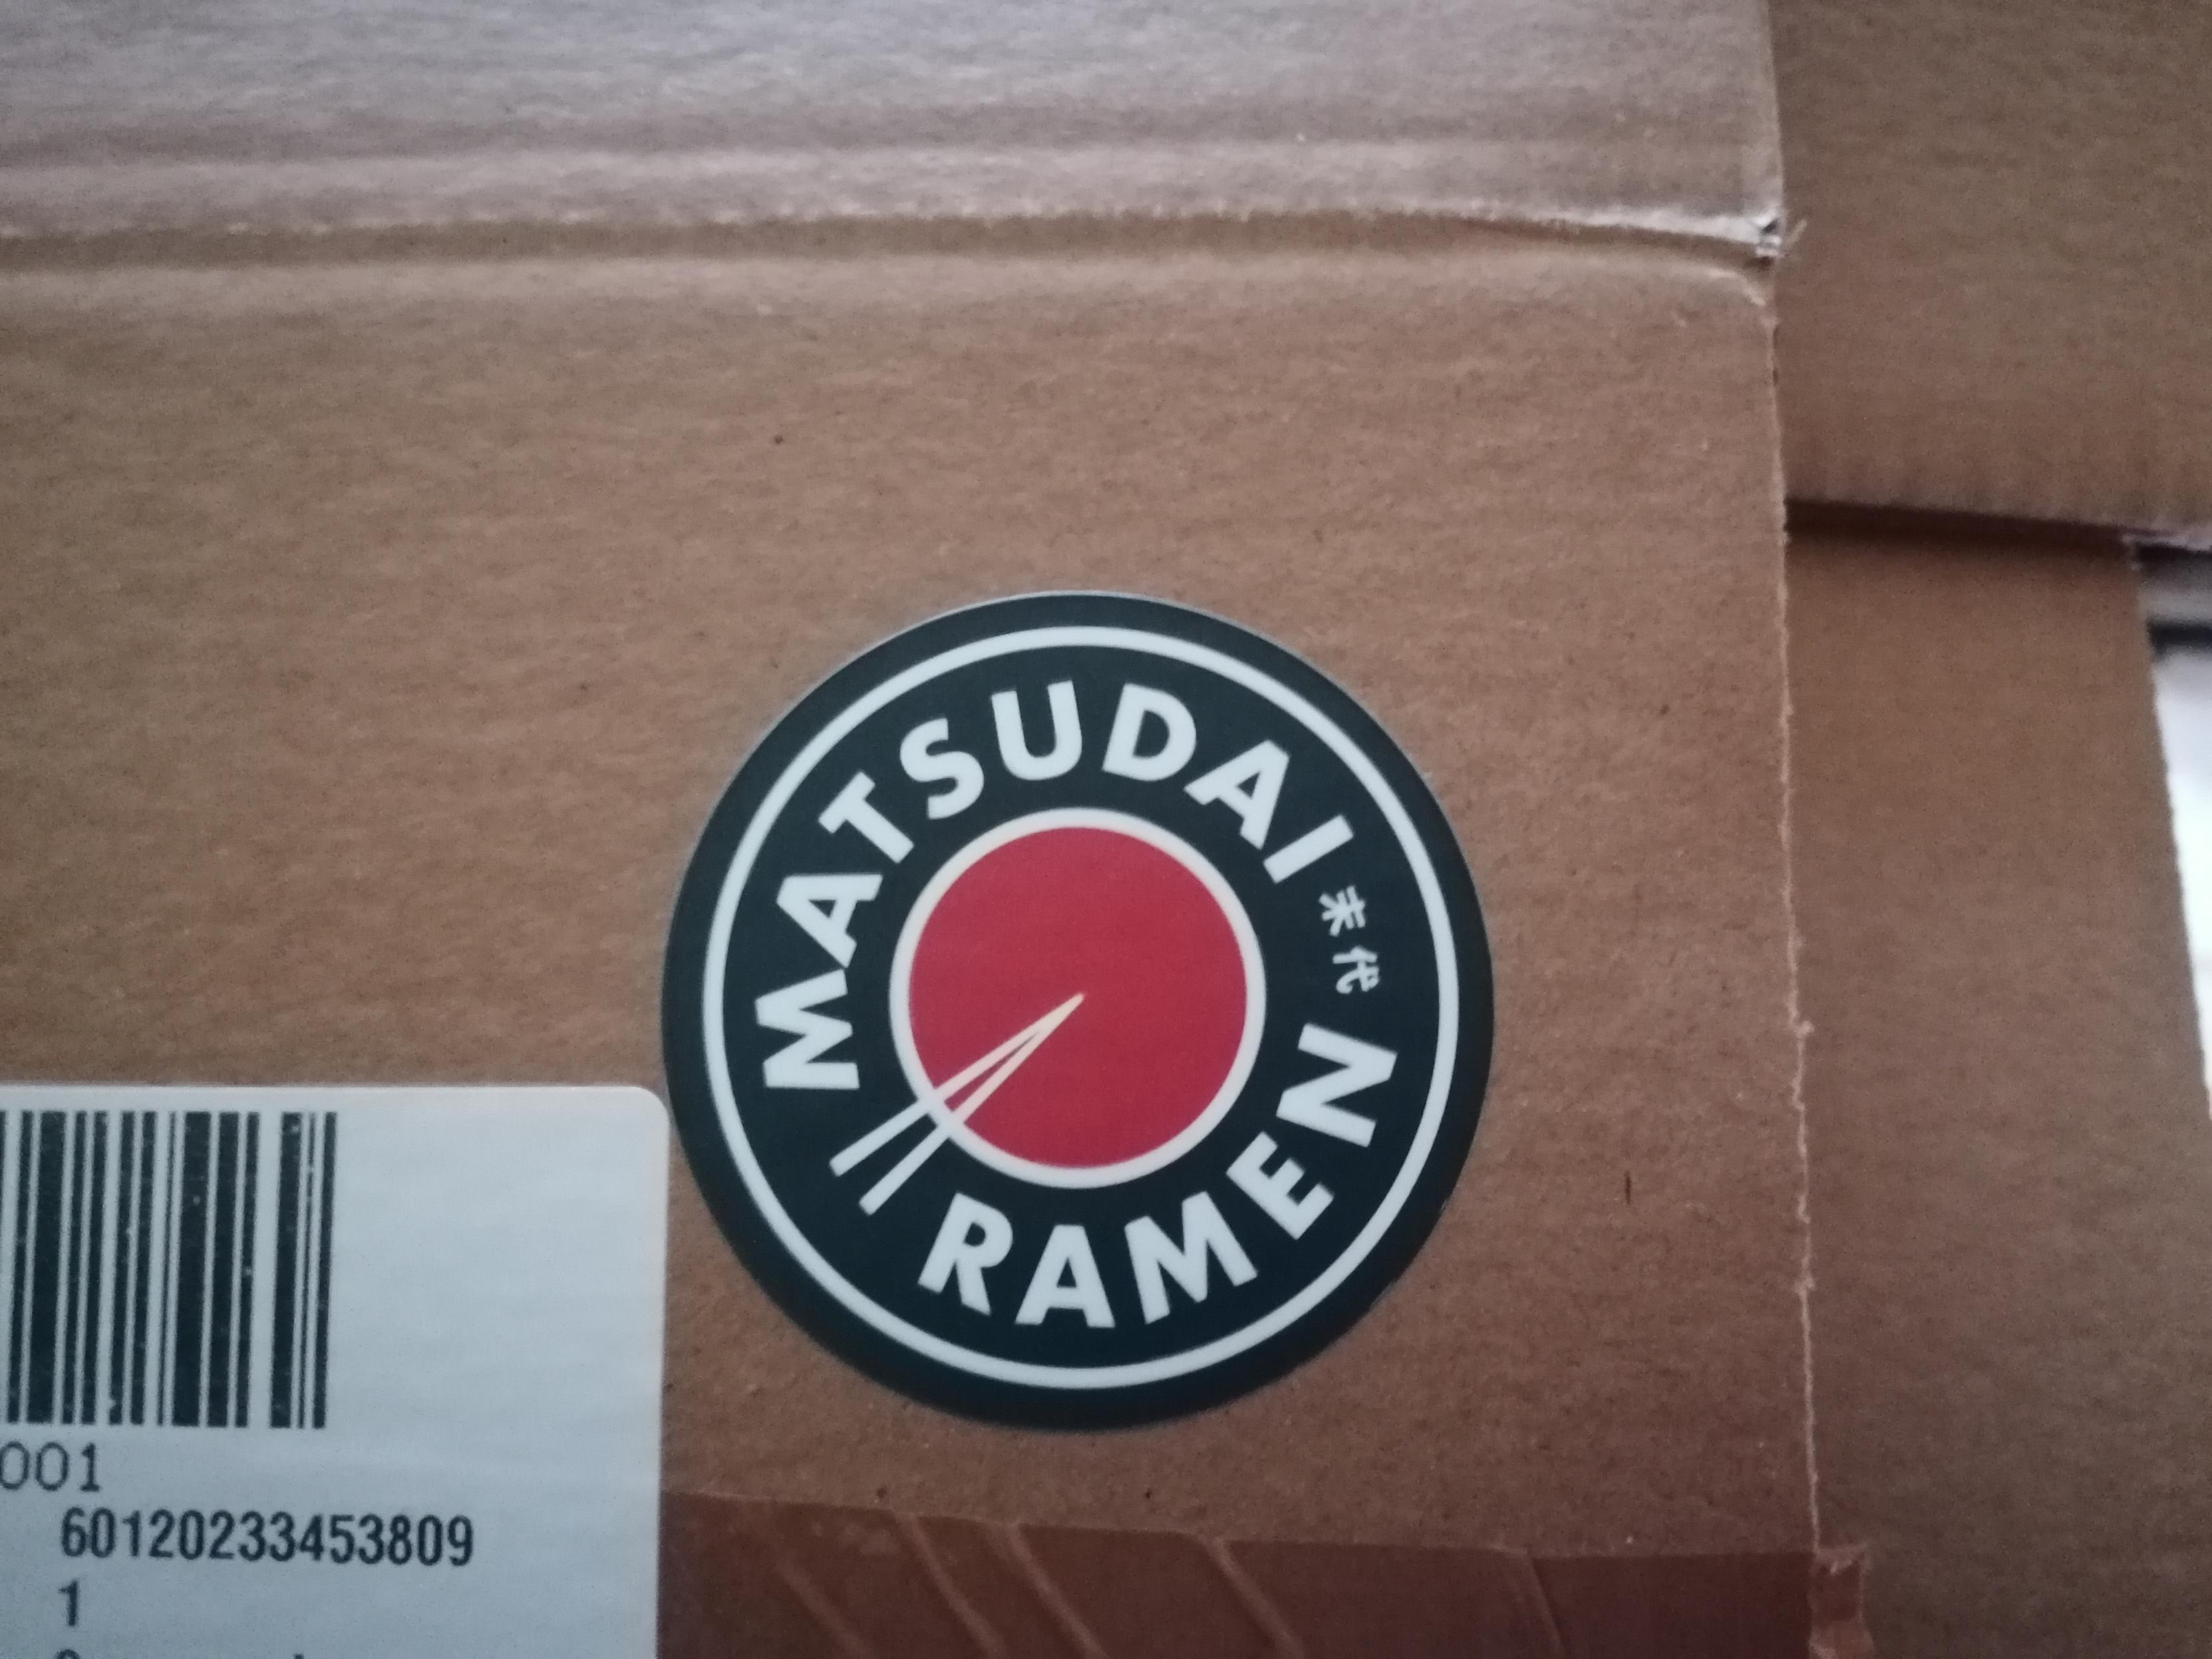 MATSUDAI
末代
RAMEN
001
60120233453809
1